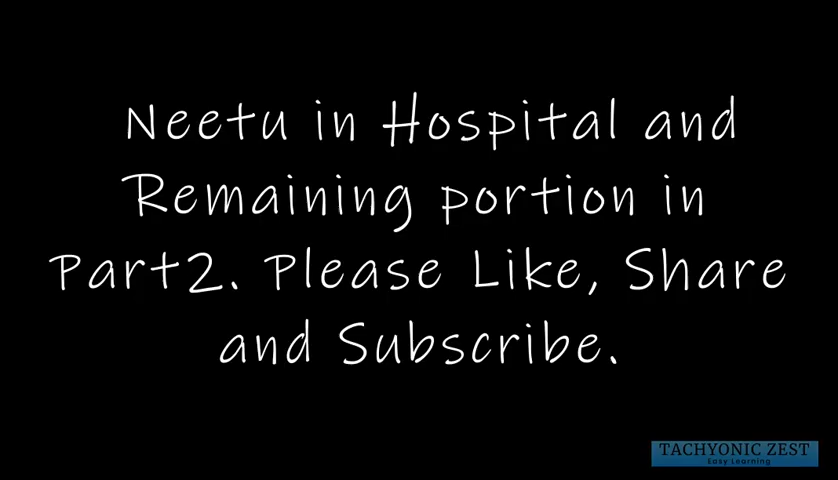 Neetu in Hospital and
Remaining portion in
Part2. Please Like, Share
and Subscribe.
TACHYONIC ZEST
Easy Learning